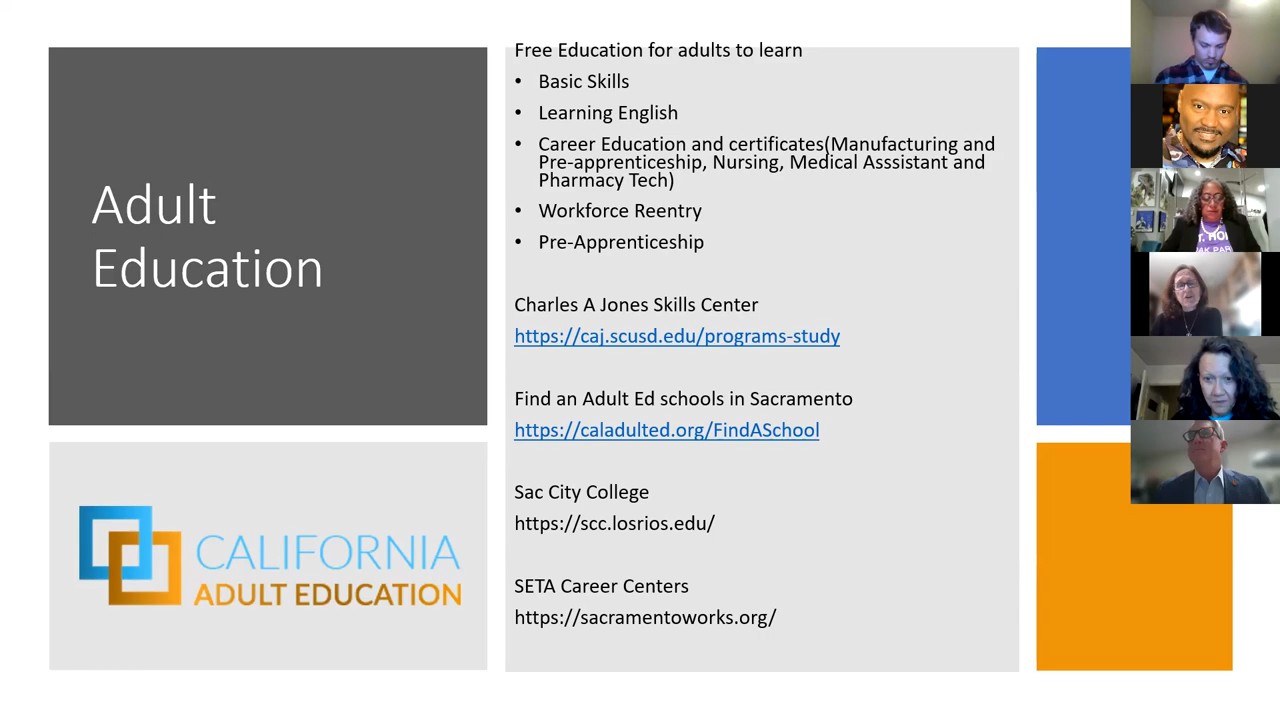 Adult
Education
Free Education for adults to learn
• Basic Skills
• Learning English
• Career Education and certificates(Manufacturing and
Pre-apprenticeship, Nursing, Medical Asssistant and
Pharmacy Tech)
• Workforce Reentry
• Pre-Apprenticeship
Charles A Jones Skills Center
https://caj.scusd.edu/programs-study
Find an Adult Ed schools in Sacramento
https://caladulted.org/FindASchool
Sac City College
https://scc.losrios.edu/
SETA Career Centers
https://sacramentoworks.org/
CALIFORNIA
ADULT EDUCATION